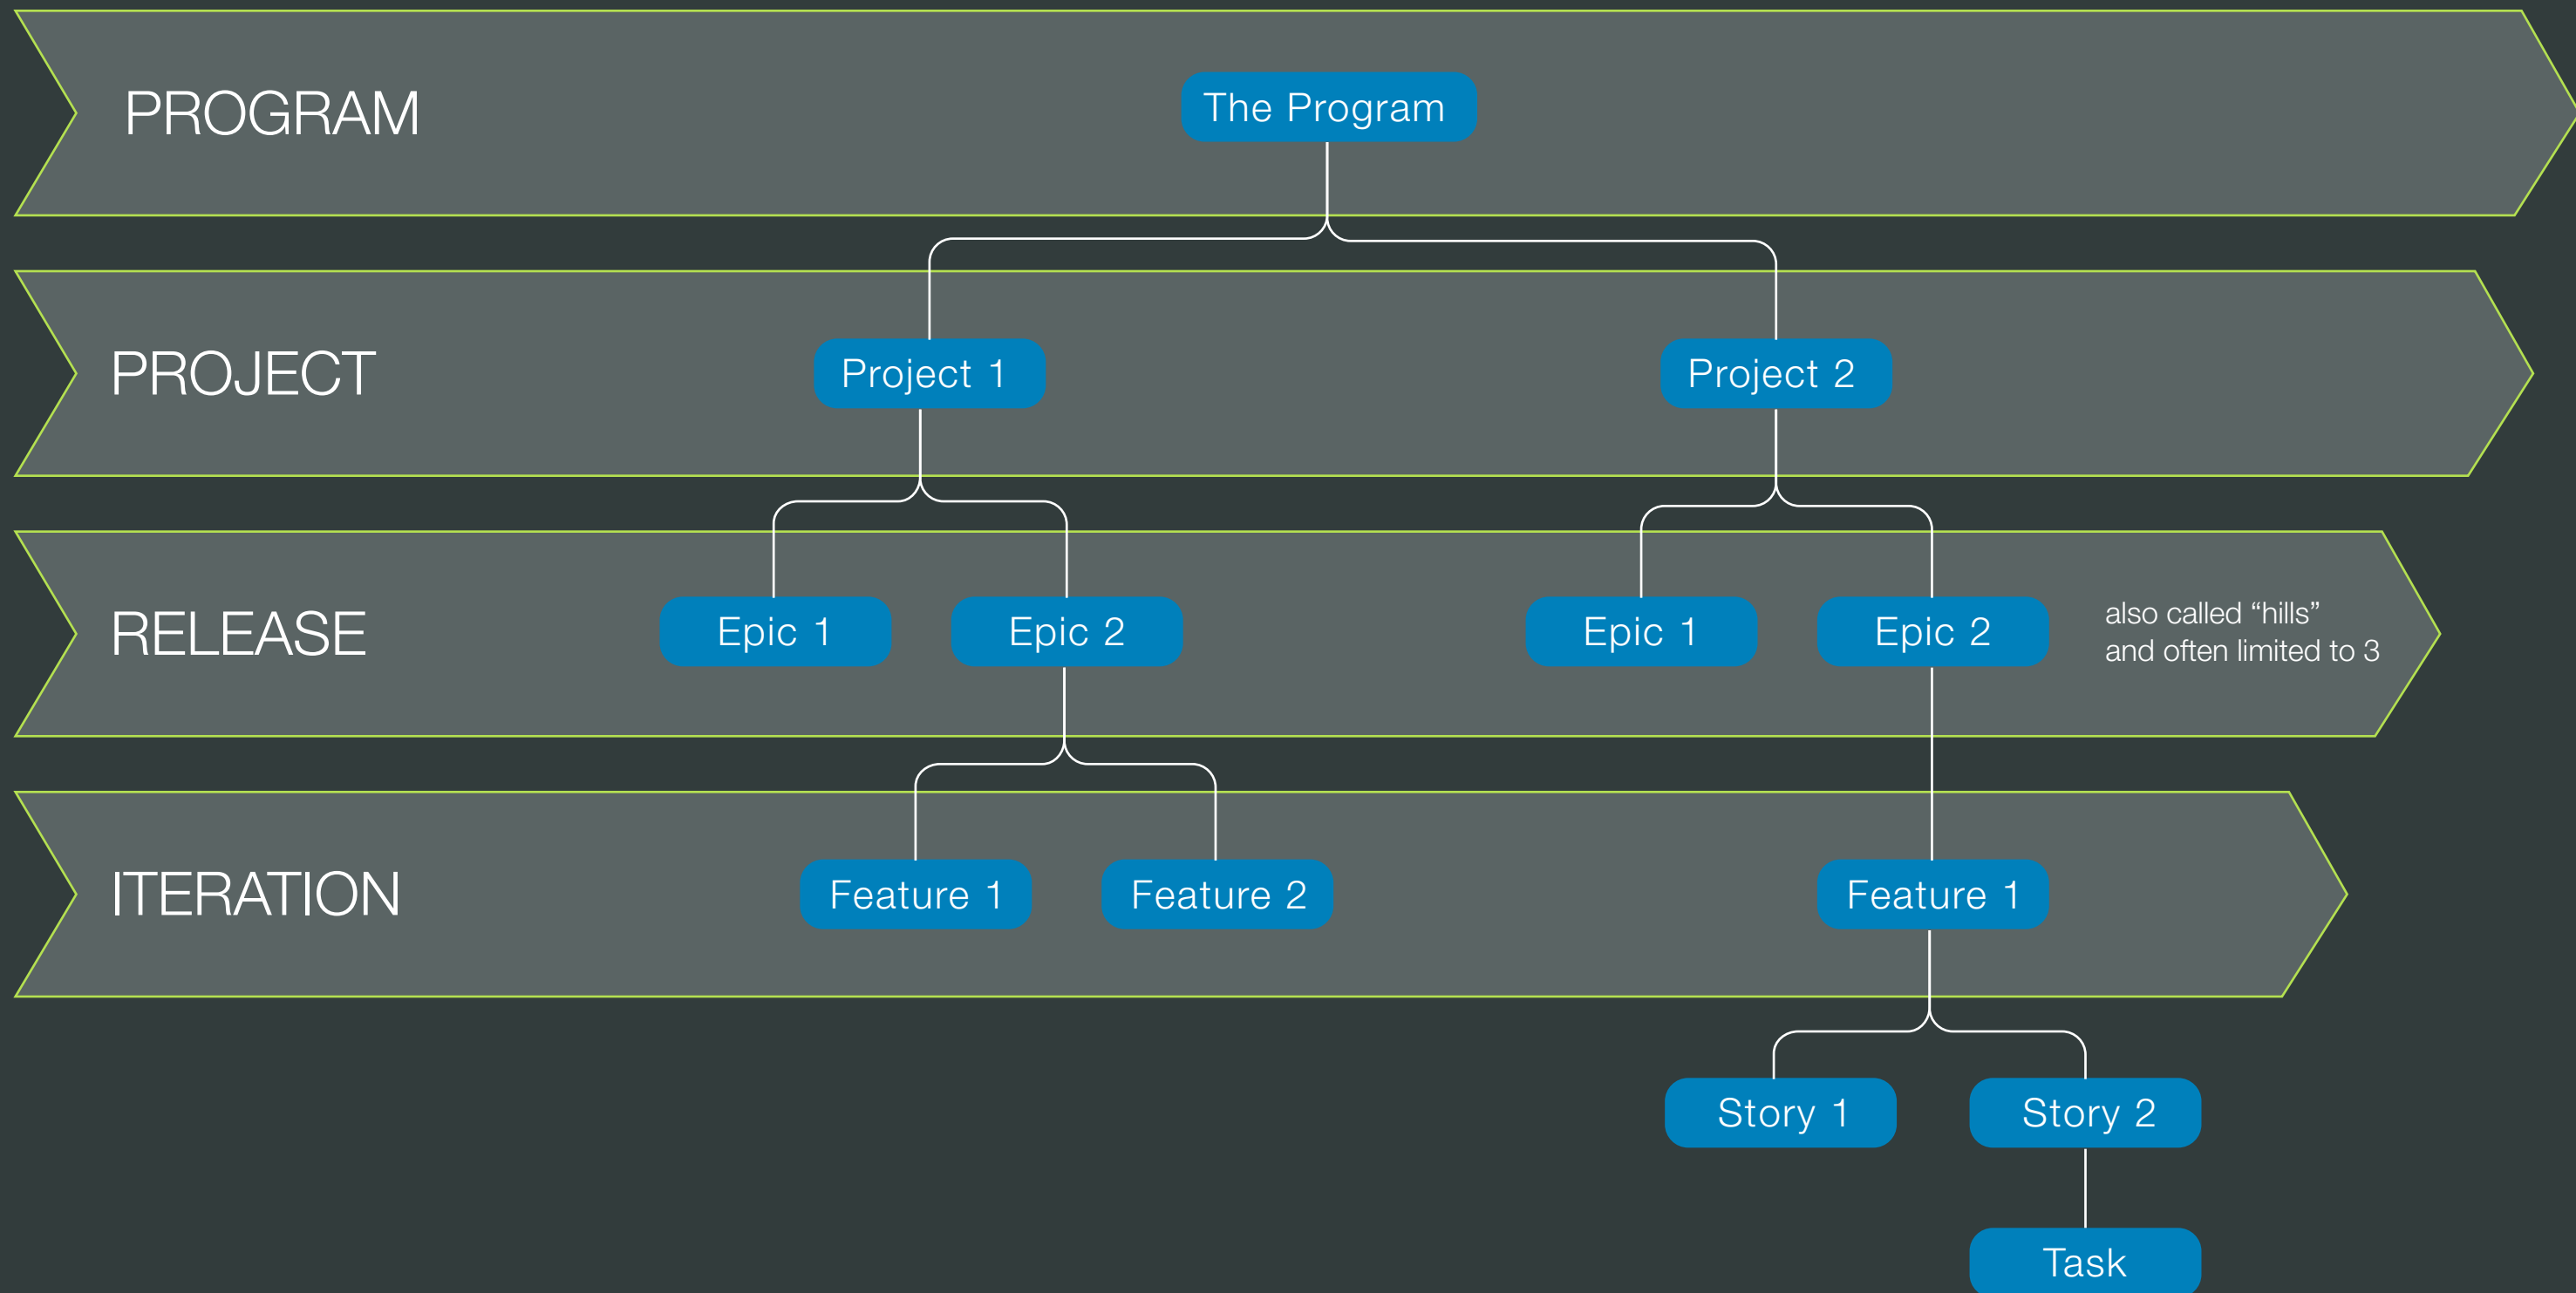 PROGRAM
The Program
PROJECT
Project 1
Project 2
RELEASE
Epic 1
Epic 2
Epic 1
Epic 2
also called “hills”
and often limited to 3
ITERATION
Feature 1
Feature 2
Feature 1
Story 1
Story 2
Task